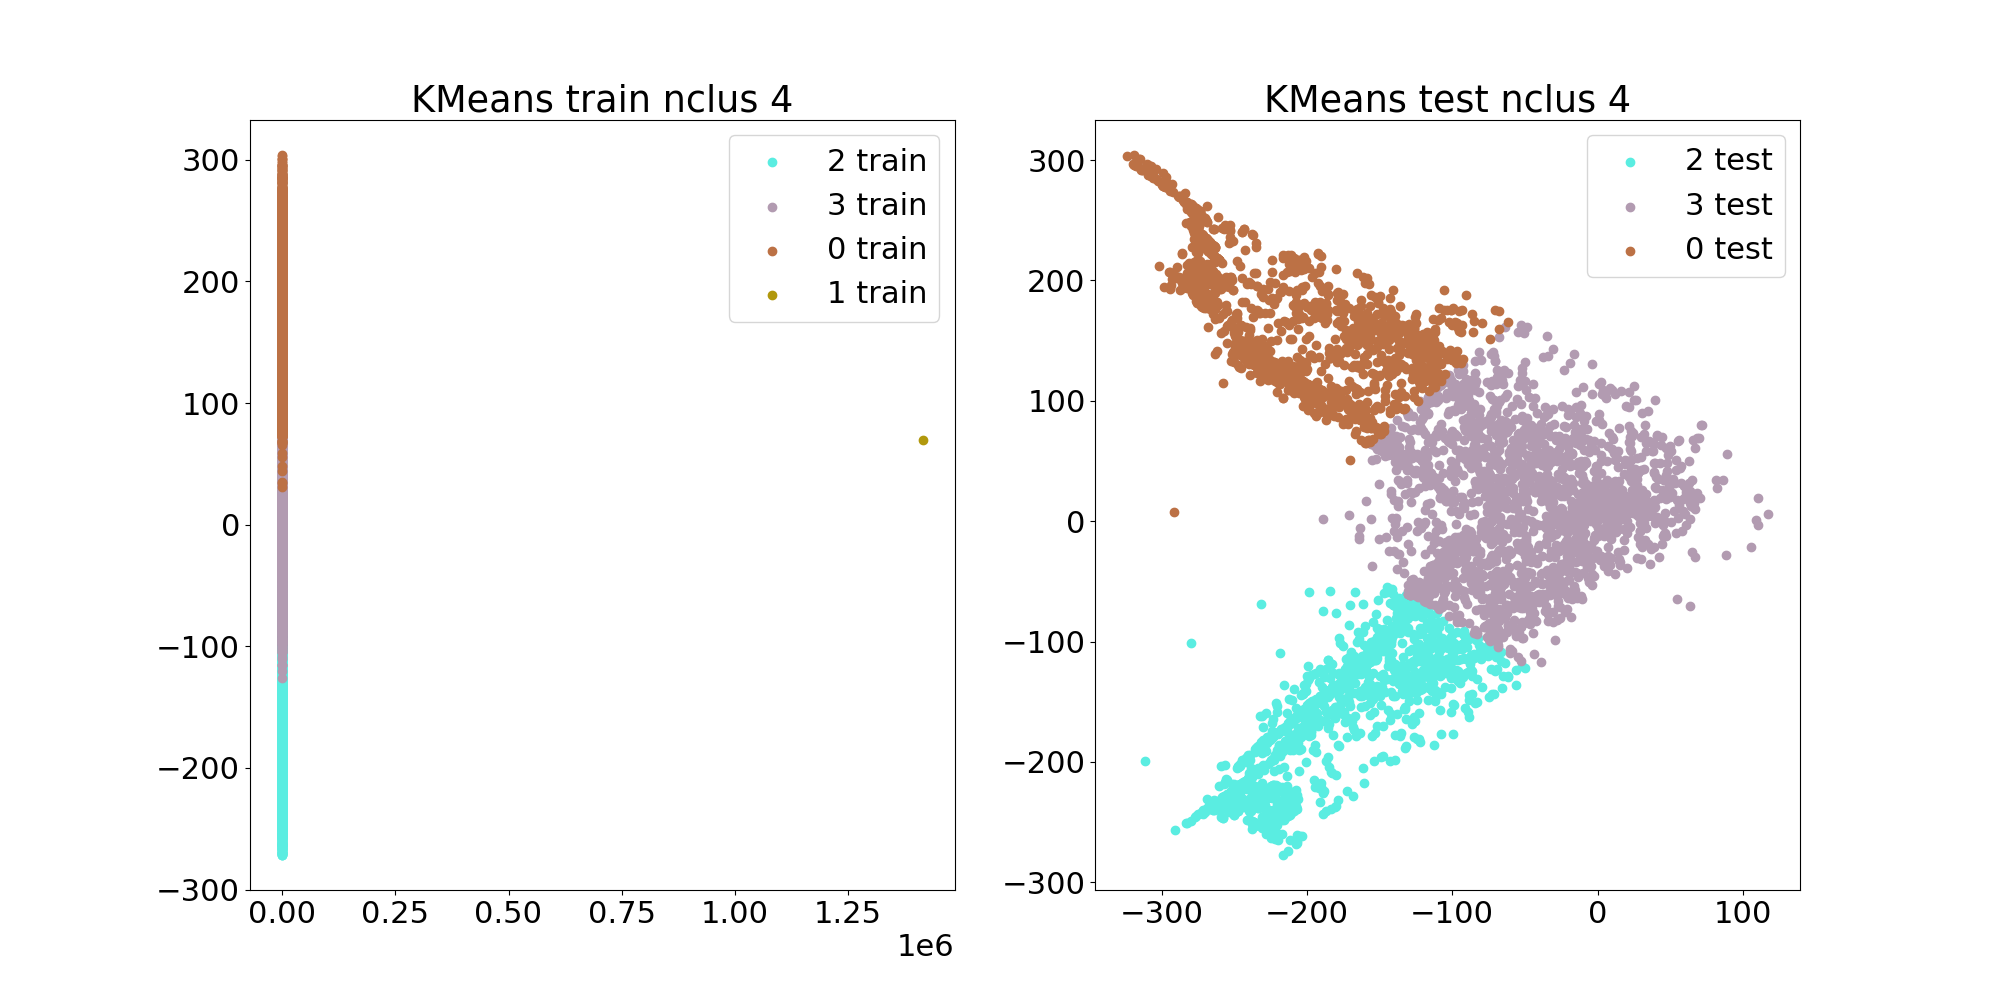 KMeans train nclus 4
2 train
3 train
0 train
1 train
300
200
100
0
−100
−200
−300
0.00 0.25 0.50 0.75 1.00 1.25
1e6
KMeans test nclus 4
2 test
3 test
0 test
300
200
100
0
−100
−200
−300
−300 −200 −100 0 100